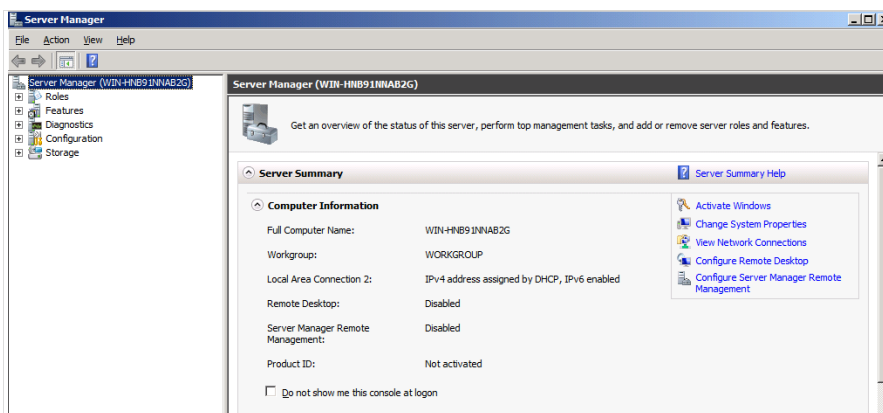 Server Manager
File Action View Help
Server Manager (WIN-HNB91NNAB2G)
Roles
Features
Diagnostics
Configuration
Storage
Server Manager (WIN-HNB91NNAB2G)
Get an overview of the status of this server, perform top management tasks, and add or remove server roles and features.
Server Summary
Server Summary Help
Computer Information
Full Computer Name: WIN-HNB91NNAB2G
Workgroup: WORKGROUP
Local Area Connection 2: IPv4 address assigned by DHCP, IPv6 enabled
Remote Desktop: Disabled
Server Manager Remote
Management:
Disabled
Product ID: Not activated
Do not show me this console at logon
Activate Windows
Change System Properties
View Network Connections
Configure Remote Desktop
Configure Server Manager Remote
Management